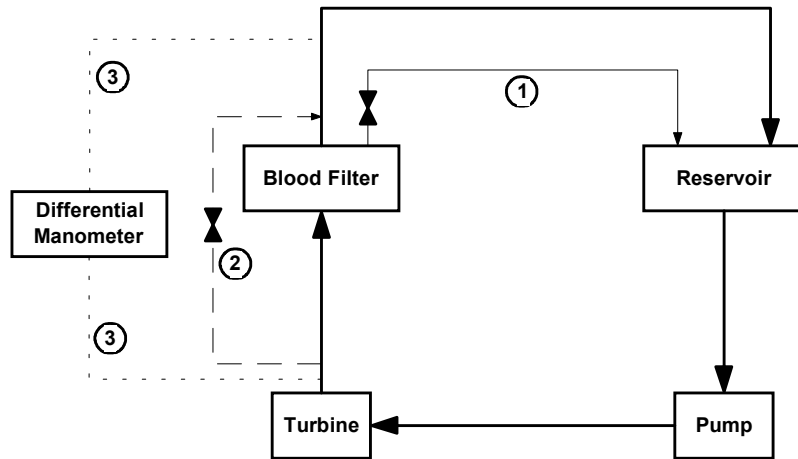 3
1
Blood Filter
Reservoir
Differential
Manometer
2
3
Turbine
Pump